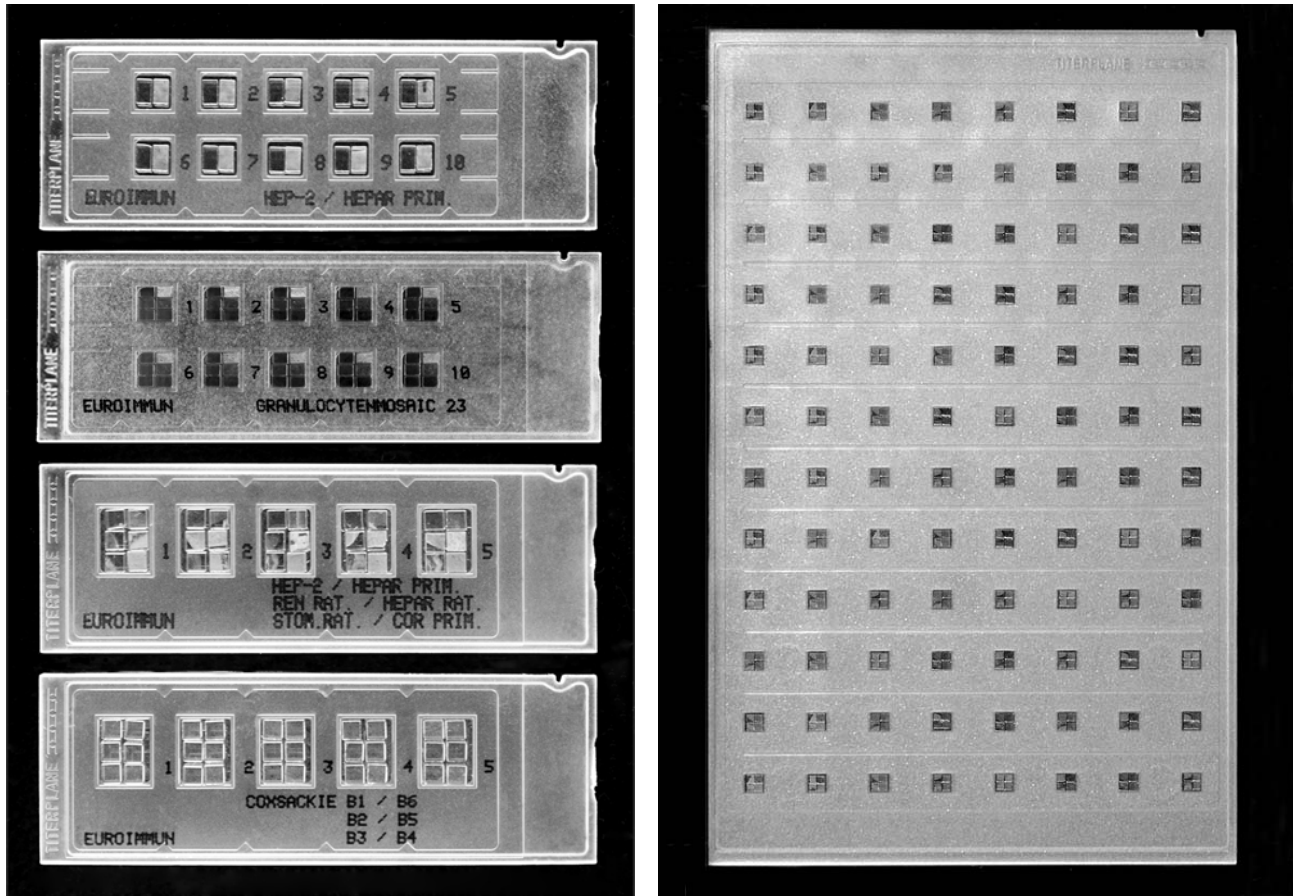 TITERPLANE
1 2 3 4 5
6 7 8 9 10
EUROIMMUN HEP-2 / HEPAR PRIM.
TITERPLANE
1 2 3 4 5
6 7 8 9 10
EUROIMMUN GRANULOCYTENMOSAIC 23
TITERPLANE
1 2 3 4 5
HEP-2 / HEPAR PRIM.
REN RAT. / HEPAR RAT.
EUROIMMUN STOM.RAT. / COR PRIM.
TITERPLANE
1 2 3 4 5
COXSACKIE B1 / B6
B2 / B5
EUROIMMUN B3 / B4
TITERPLANE